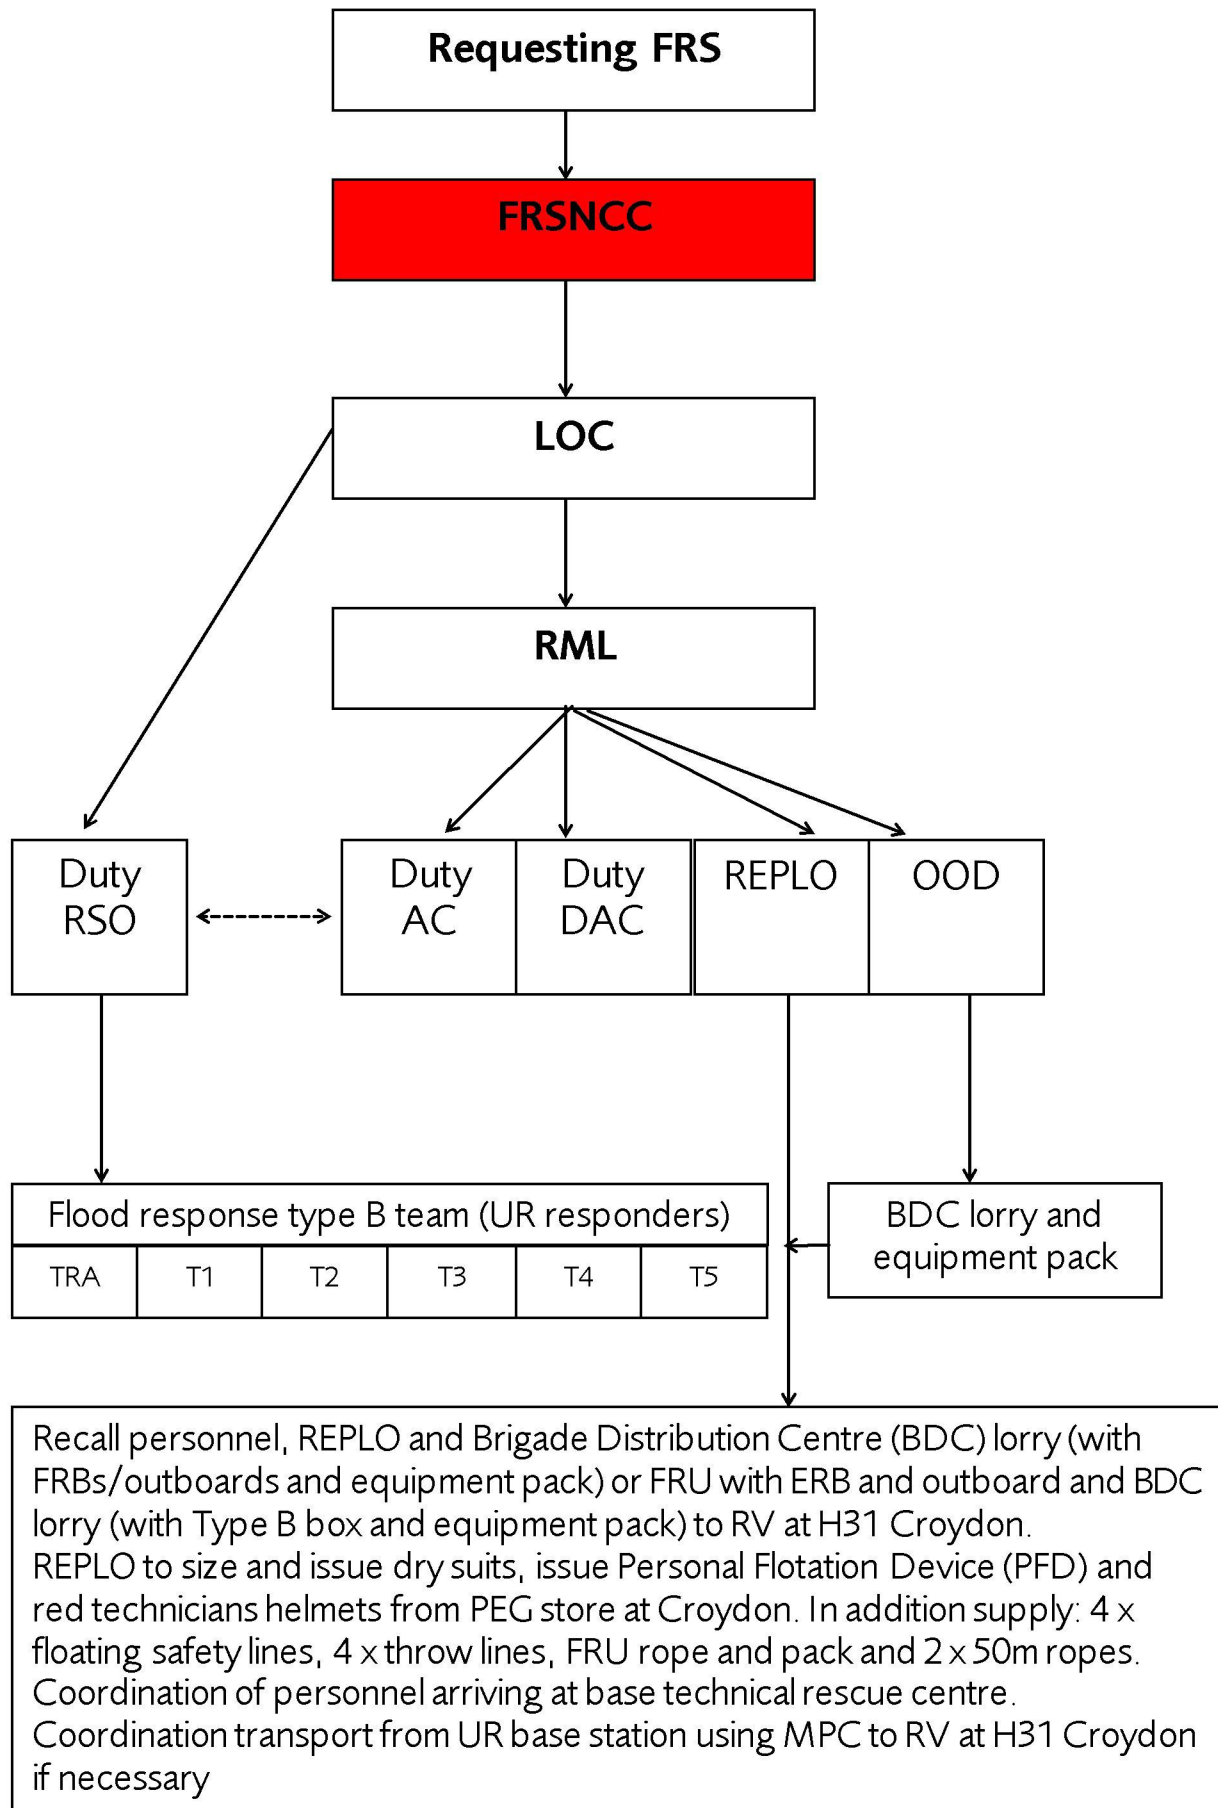 Requesting FRS
FRSNCC
LOC
RML
Duty
RSO
Duty
AC
Duty
DAC
REPLO
OOD
Flood response type B team (UR responders)
TRA
T1
T2
T3
T4
T5
BDC lorry and
equipment pack
Recall personnel, REPLO and Brigade Distribution Centre (BDC) lorry (with
FRBs/outboards and equipment pack) or FRU with ERB and outboard and BDC
lorry (with Type B box and equipment pack) to RV at H31 Croydon.
REPLO to size and issue dry suits, issue Personal Flotation Device (PFD) and
red technicians helmets from PEG store at Croydon. In addition supply: 4 x
floating safety lines, 4 x throw lines, FRU rope and pack and 2 x 50m ropes.
Coordination of personnel arriving at base technical rescue centre.
Coordination transport from UR base station using MPC to RV at H31 Croydon
if necessary